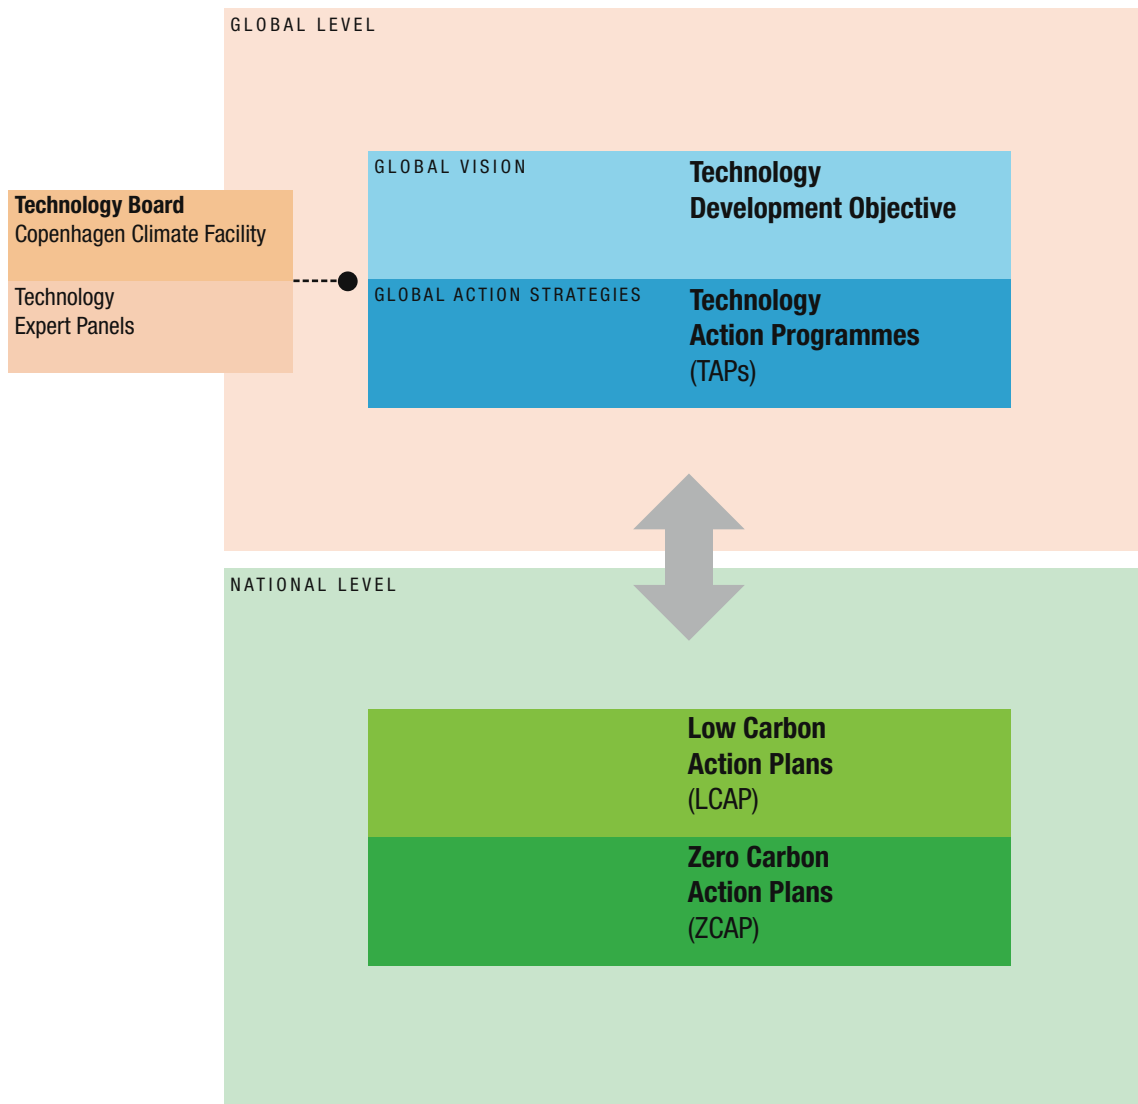 GLOBAL LEVEL
GLOBAL VISION
Technology
Development Objective
Technology Board
Copenhagen Climate Facility
Technology
Expert Panels
GLOBAL ACTION STRATEGIES
Technology
Action Programmes
(TAPs)
NATIONAL LEVEL
Low Carbon
Action Plans
(LCAP)
Zero Carbon
Action Plans
(ZCAP)